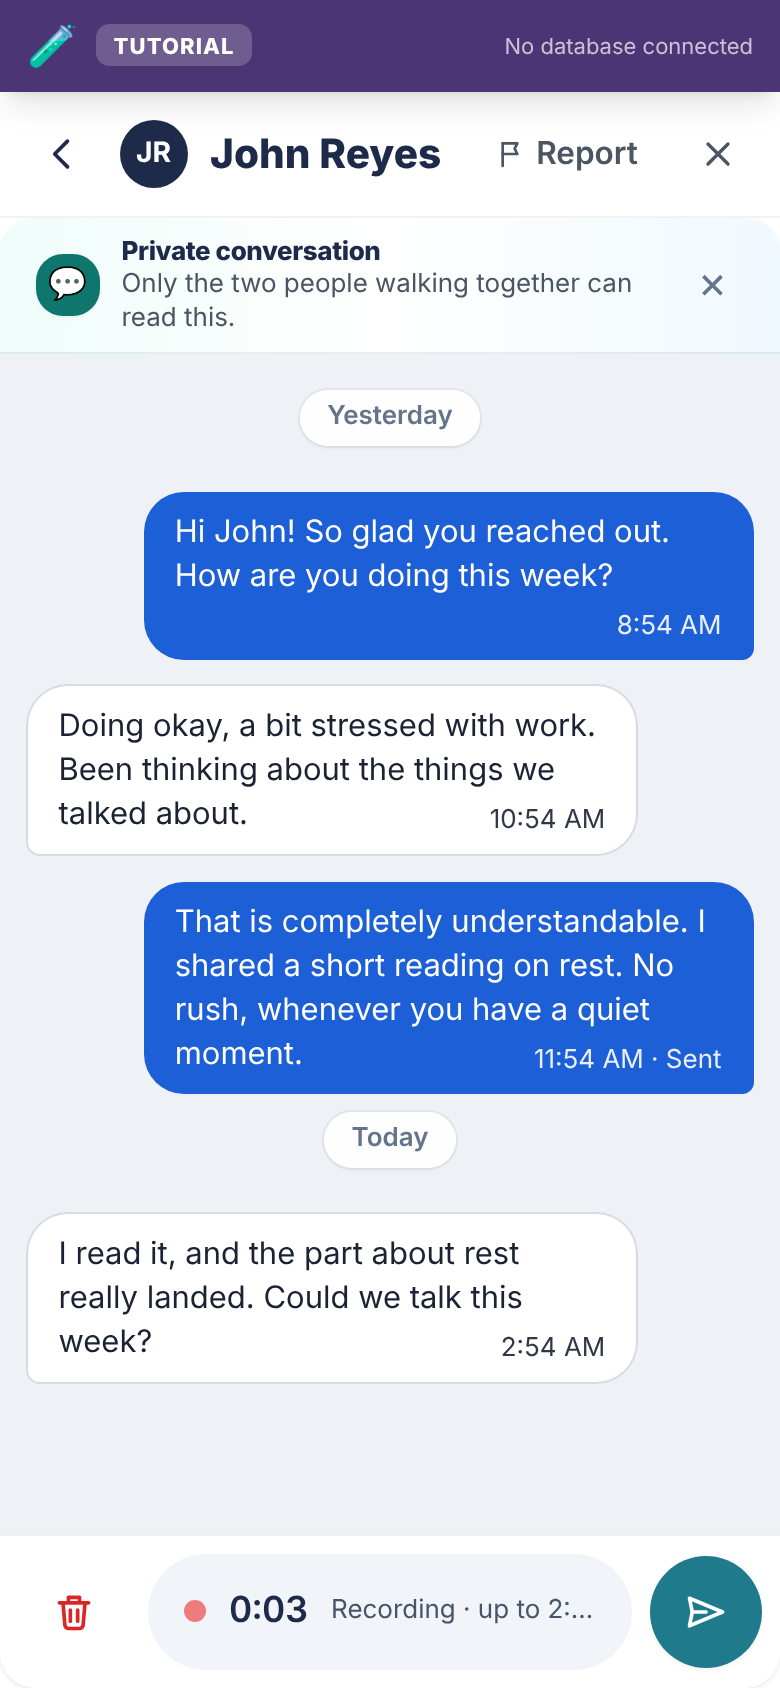 TUTORIAL
No database connected
JR
John Reyes
Report
Private conversation
Only the two people walking together can
read this.
Yesterday
Hi John! So glad you reached out.
How are you doing this week?
8:54 AM
Doing okay, a bit stressed with work.
Been thinking about the things we
talked about.
10:54 AM
That is completely understandable. I
shared a short reading on rest. No
rush, whenever you have a quiet
moment.
11:54 AM · Sent
Today
I read it, and the part about rest
really landed. Could we talk this
week?
2:54 AM
0:03
Recording · up to 2:...